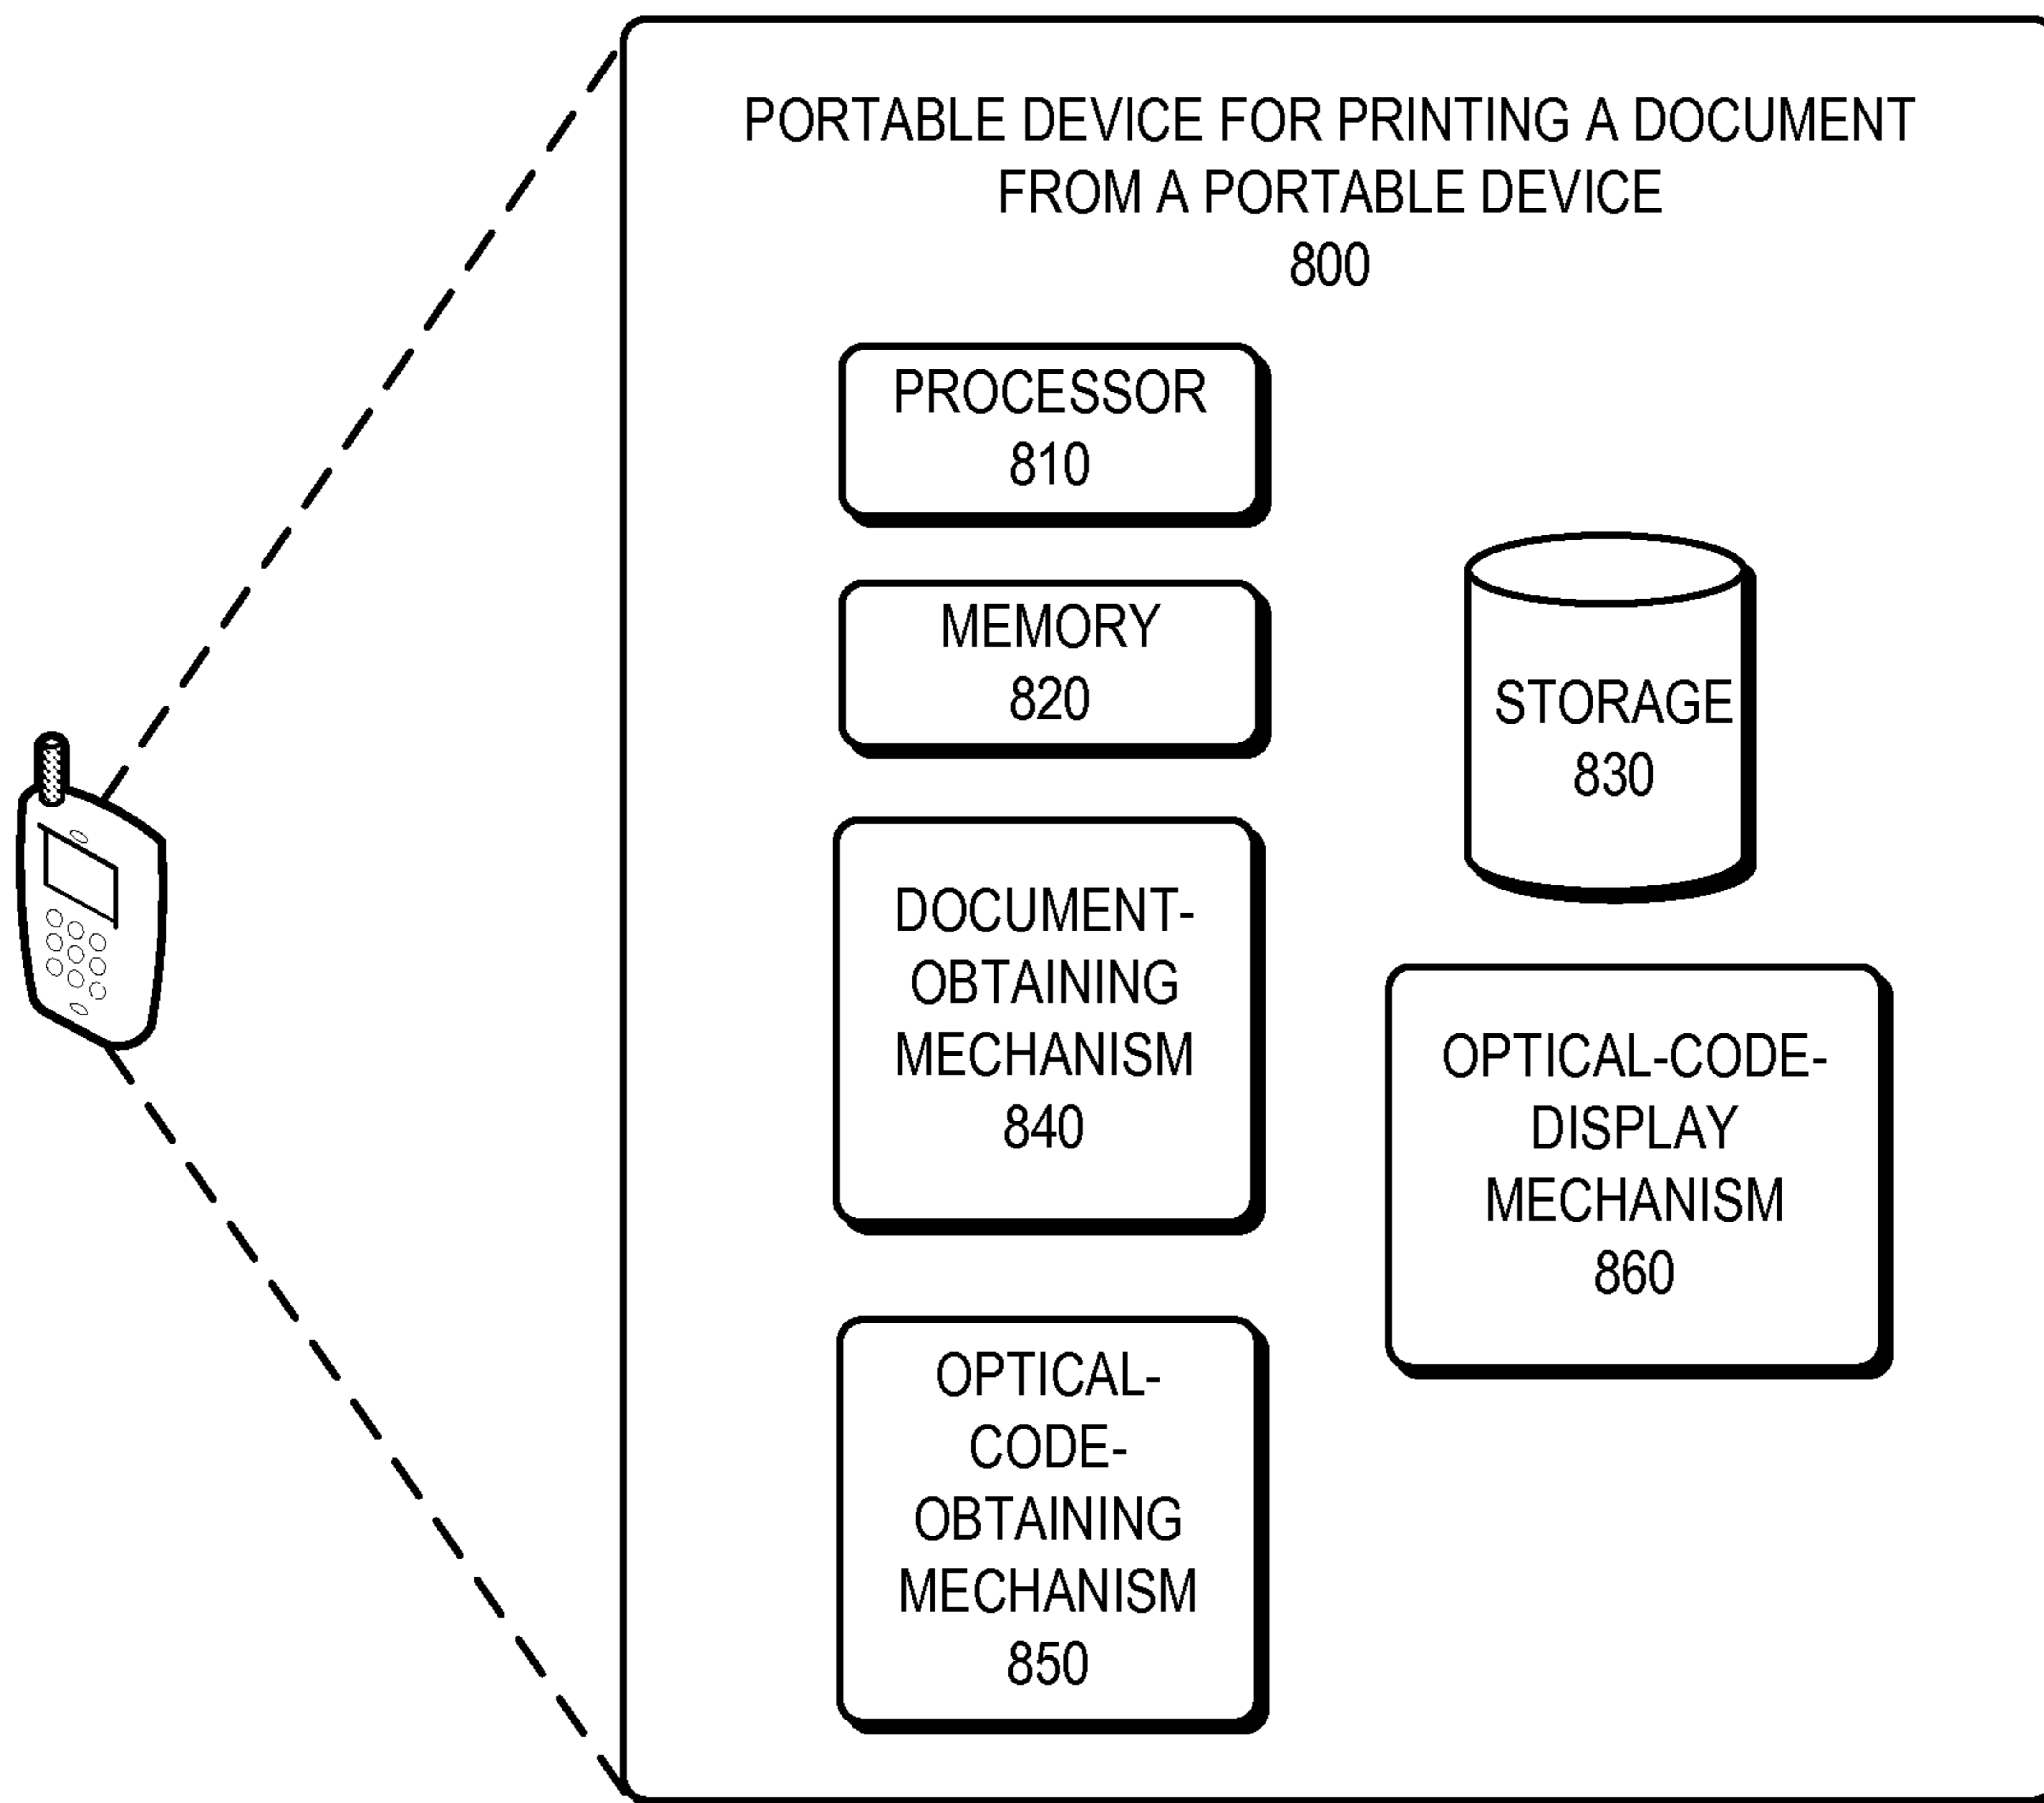 PORTABLE DEVICE FOR PRINTING A DOCUMENT
FROM A PORTABLE DEVICE
800
PROCESSOR
810
MEMORY
820
STORAGE
830
DOCUMENT-
OBTAINING
MECHANISM
840
OPTICAL-CODE-
DISPLAY
MECHANISM
860
OPTICAL-
CODE-
OBTAINING
MECHANISM
850